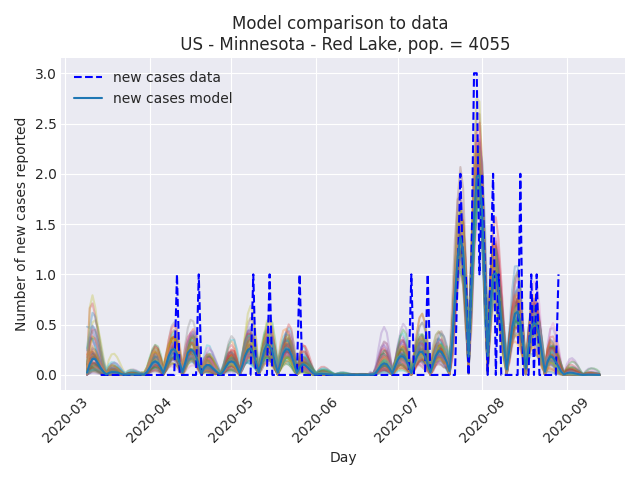 Model comparison to data
US - Minnesota - Red Lake, pop. = 4055
new cases data
new cases model
Number of new cases reported
3.0
2.5
2.0
1.5
1.0
0.5
0.0
2020-03
2020-04
2020-05
2020-06
2020-07
2020-08
2020-09
Day